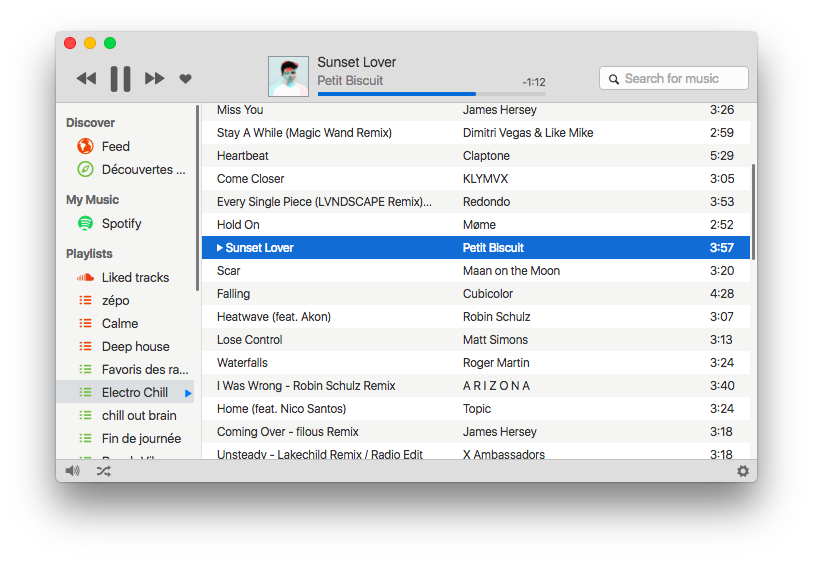 Sunset Lover
Petit Biscuit
-1:12
Search for music
Discover
Feed
Découvertes ...
My Music
Spotify
Playlists
Liked tracks
zépo
Calme
Deep house
Favoris des ra...
Electro Chill
chill out brain
Fin de journée
Miss You James Hersey 3:26
Stay A While (Magic Wand Remix) Dimitri Vegas & Like Mike 2:59
Heartbeat Claptone 5:29
Come Closer KLYMVX 3:05
Every Single Piece (LVNDSCAPE Remix)... Redondo 3:53
Hold On Møme 2:52
Sunset Lover Petit Biscuit 3:57
Scar Maan on the Moon 3:20
Falling Cubicolor 4:28
Heatwave (feat. Akon) Robin Schulz 3:07
Lose Control Matt Simons 3:13
Waterfalls Roger Martin 3:24
I Was Wrong - Robin Schulz Remix A R I Z O N A 3:40
Home (feat. Nico Santos) Topic 3:24
Coming Over - filous Remix James Hersey 3:18
Unsteady - Lakechild Remix / Radio Edit X Ambassadors 3:18